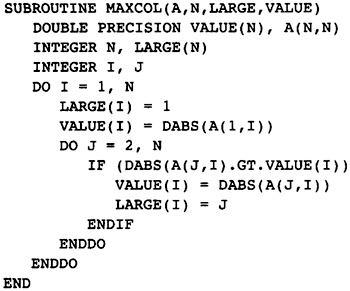 SUBROUTINE MAXCOL(A,N,LARGE,VALUE)
DOUBLE PRECISION VALUE(N), A(N,N)
INTEGER N, LARGE(N)
INTEGER I, J
DO I = 1, N
LARGE(I) = 1
VALUE(I) = DABS(A(1,I))
DO J = 2, N
IF (DABS(A(J,I).GT.VALUE(I))
VALUE(I) = DABS(A(J,I))
LARGE(I) = J
ENDIF
ENDDO
ENDDO
END